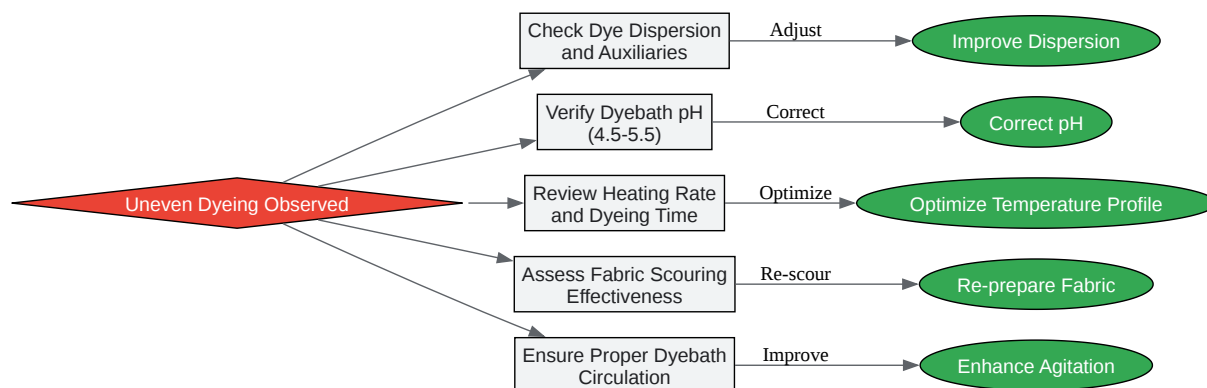 Check Dye Dispersion
and Auxiliaries
Adjust
Improve Dispersion
Verify Dyebath pH
(4.5-5.5)
Correct
Correct pH
Uneven Dyeing Observed
Review Heating Rate
and Dyeing Time
Optimize
Optimize Temperature Profile
Assess Fabric Scouring
Effectiveness
Re-scour
Re-prepare Fabric
Ensure Proper Dyebath
Circulation
Improve
Enhance Agitation